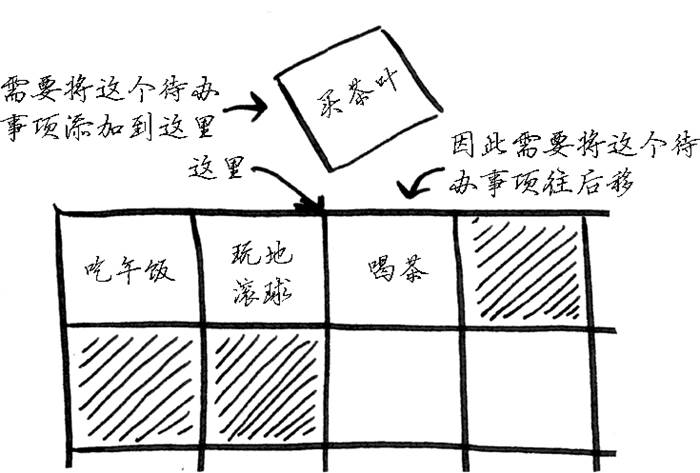 需要将这个待办
事项添加到这里
买茶叶
这里
因此需要将这个待
办事项往后移
吃午饭
玩地
滚球
喝茶